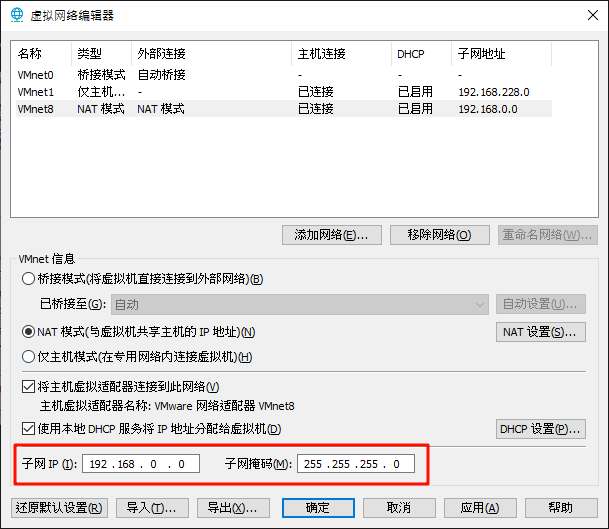 虚拟网络编辑器
名称 类型 外部连接 主机连接 DHCP 子网地址
VMnet0 桥接模式 自动桥接 - - -
VMnet1 仅主机... - 已连接 已启用 192.168.228.0
VMnet8 NAT 模式 NAT 模式 已连接 已启用 192.168.0.0
添加网络(E)... 移除网络(O) 重命名网络(W)...
VMnet 信息
桥接模式(将虚拟机直接连接到外部网络)(B)
已桥接至(G): 自动 自动设置(U)...
NAT 模式(与虚拟机共享主机的 IP 地址)(N) NAT 设置(S)...
仅主机模式(在专用网络内连接虚拟机)(H)
将主机虚拟适配器连接到此网络(V)
主机虚拟适配器名称: VMware 网络适配器 VMnet8
使用本地 DHCP 服务将 IP 地址分配给虚拟机(D) DHCP 设置(P)...
子网 IP (I): 192 . 168 . 0 . 0 子网掩码(M): 255 . 255 . 255 . 0
还原默认设置(R) 导入(T)... 导出(X)... 确定 取消 应用(A) 帮助